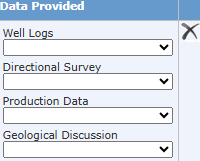 Data Provided
Well Logs
Directional Survey
Production Data
Geological Discussion